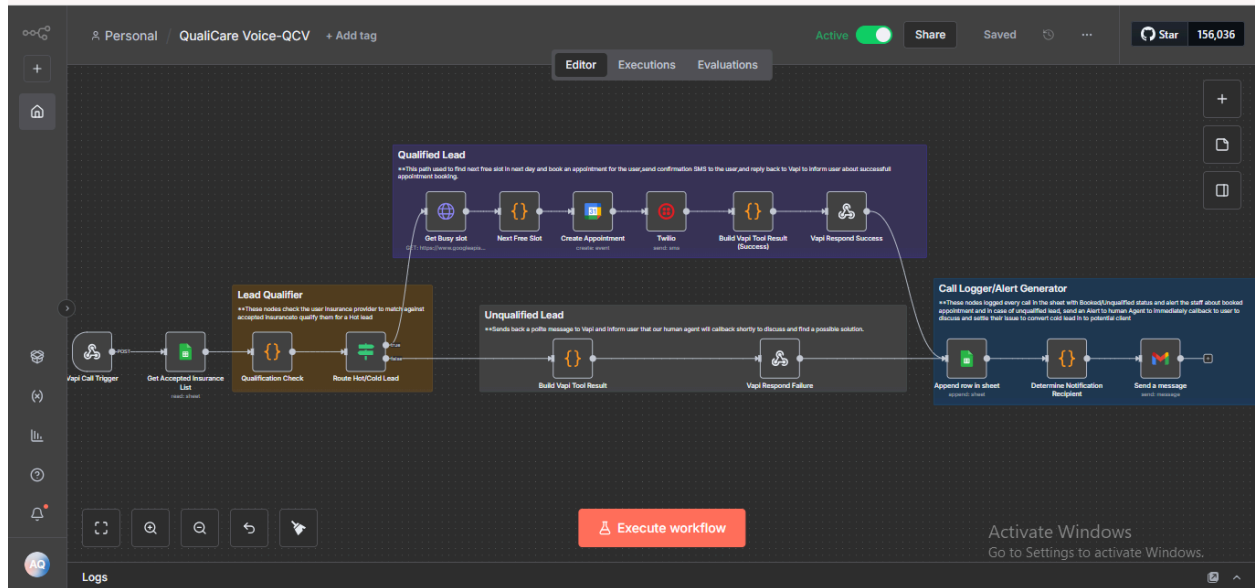 Personal / QualiCare Voice-QCV + Add tag
Active Share Saved ... Star 156,036
Editor Executions Evaluations
Qualified Lead
**This path used to find next free slot in next day and book an appointment for the user,send confirmation SMS to the user,and reply back to Vapi to inform user about successful
appointment booking.
Get Busy slot
GET: https://www.googleapis...
Next Free Slot
Create Appointment
create: event
Twilio
send: sms
Build Vapi Tool Result
(Success)
Vapi Respond Success
Lead Qualifier
**These nodes check the user Insurance provider to match against
accepted Insuranceto qualify them for a Hot lead
Vapi Call Trigger
POST
Get Accepted Insurance
List
read: sheet
Qualification Check
Route Hot/Cold Lead
true
false
Unqualified Lead
**Sends back a polite message to Vapi and inform user that our human agent will callback shortly to discuss and find a possible solution.
Build Vapi Tool Result
Vapi Respond Failure
Call Logger/Alert Generator
**These nodes logged every call in the sheet with Booked/Unqualified status and alert the staff about booked
appointment and in case of unqualified lead, send an Alert to human Agent to immediately callback to user to
discuss and settle their issue to convert cold lead in to potential client
Append row in sheet
append: sheet
Determine Notification
Recipient
Send a message
send: message
Execute workflow
Activate Windows
Go to Settings to activate Windows.
AQ
Logs